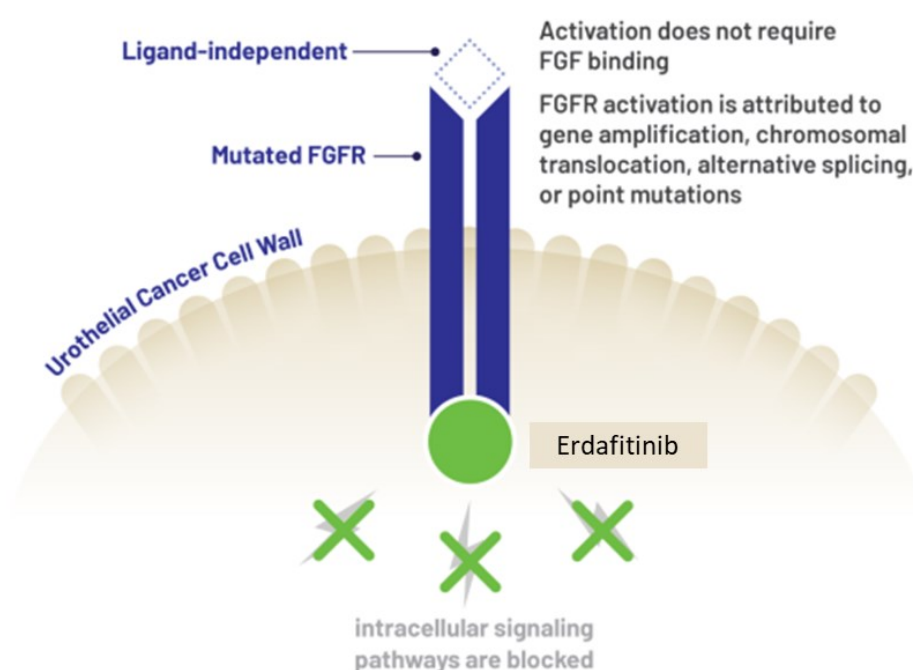 Ligand-independent
Activation does not require
FGF binding
Mutated FGFR
FGFR activation is attributed to
gene amplification, chromosomal
translocation, alternative splicing,
or point mutations
Urothelial Cancer Cell Wall
Erdafitinib
intracellular signaling
pathways are blocked